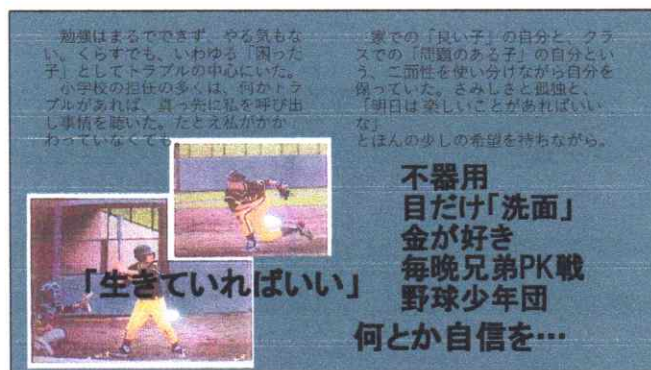 勉強はまるでできず、やる気もな
い。くらすでも、いわゆる「困った
子」としてトラブルの中心にいた。
小学校の担任の多くは、何かトラ
ブルがあれば、真っ先に私を呼び出
し事情を聴いた。たとえ私がかか
わっていなくても
家での「良い子」の自分と、クラ
スでの「問題のある子」の自分とい
う、二面性を使い分けながら自分を
保っていた。さみしさと孤独と、
「明日は楽しいことがあればいい
な」
とほんの少しの希望を持ちながら。
不器用
目だけ「洗面」
金が好き
毎晩兄弟PK戦
野球少年団
「生きていればいい」
何とか自信を…